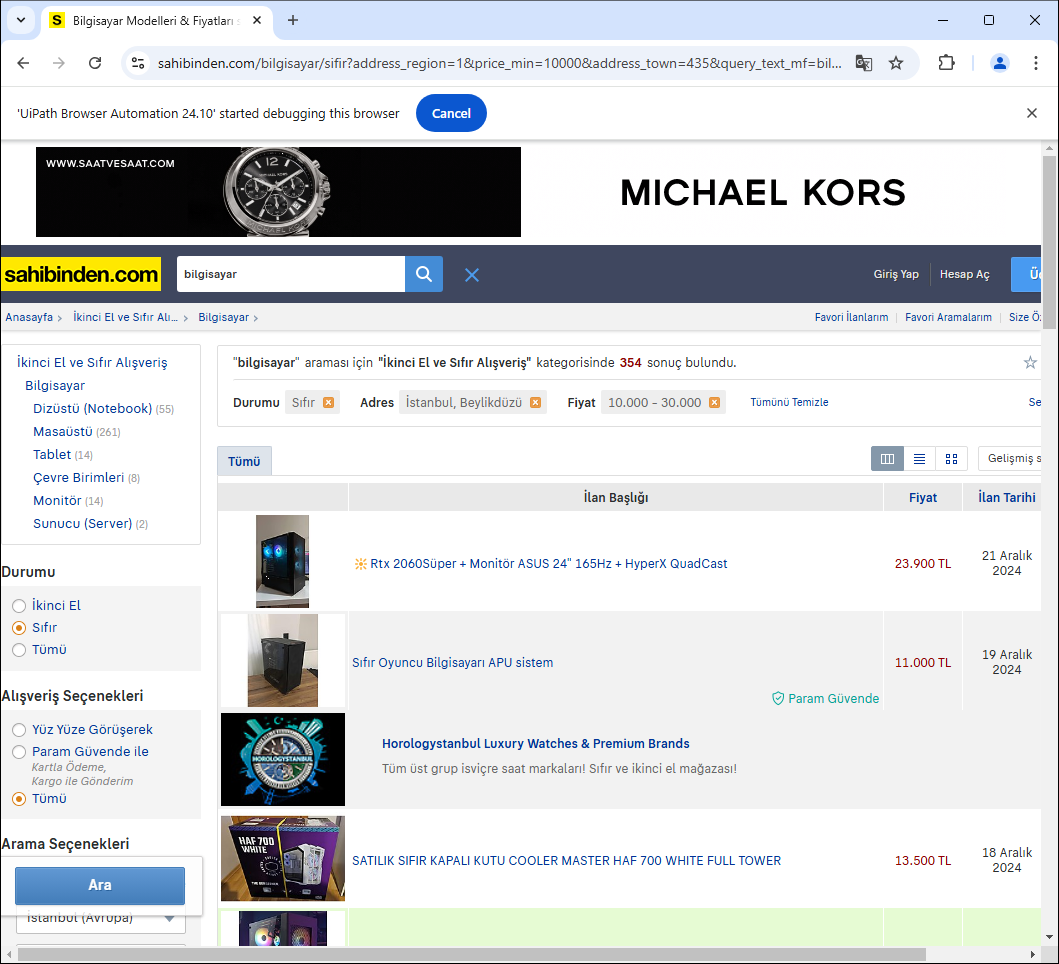 Bilgisayar Modelleri & Fiyatları s
sahibinden.com/bilgisayar/sifir?address_region=1&price_min=10000&address_town=435&query_text_mf=bil...
'UiPath Browser Automation 24.10' started debugging this browser
Cancel
WWW.SAATVESAAT.COM
MICHAEL KORS
sahibinden.com
bilgisayar
Giriş Yap
Hesap Aç
Üc
Anasayfa > İkinci El ve Sıfır Alı... > Bilgisayar >
Favori İlanlarım | Favori Aramalarım | Size Öz
İkinci El ve Sıfır Alışveriş
Bilgisayar
Dizüstü (Notebook) (55)
Masaüstü (261)
Tablet (14)
Çevre Birimleri (8)
Monitör (14)
Sunucu (Server) (2)
Durumu
İkinci El
Sıfır
Tümü
Alışveriş Seçenekleri
Yüz Yüze Görüşerek
Param Güvende ile
Kartla Ödeme,
Kargo ile Gönderim
Tümü
Arama Seçenekleri
Ara
İstanbul (Avrupa)
"bilgisayar" araması için "İkinci El ve Sıfır Alışveriş" kategorisinde 354 sonuç bulundu.
Durumu Sıfır Adres İstanbul, Beylikdüzü Fiyat 10.000 - 30.000 Tümünü Temizle
Se
Tümü
Gelişmiş s
İlan Başlığı Fiyat İlan Tarihi
Rtx 2060Süper + Monitör ASUS 24" 165Hz + HyperX QuadCast
23.900 TL
21 Aralık
2024
Sıfır Oyuncu Bilgisayarı APU sistem
Param Güvende
11.000 TL
19 Aralık
2024
HOROLOGYSTANBUL
Horologystanbul Luxury Watches & Premium Brands
Tüm üst grup isviçre saat markaları! Sıfır ve ikinci el mağazası!
HAF 700
WHITE
SATILIK SIFIR KAPALI KUTU COOLER MASTER HAF 700 WHITE FULL TOWER
13.500 TL
18 Aralık
2024